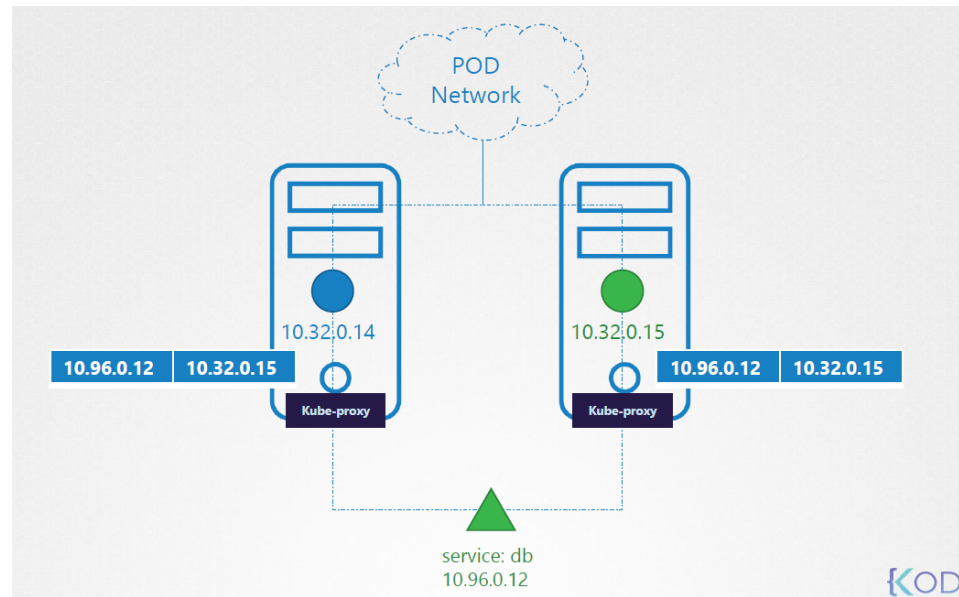 POD
Network
10.32.0.14
10.32.0.15
10.96.0.12 10.32.0.15
10.96.0.12 10.32.0.15
Kube-proxy
Kube-proxy
service: db
10.96.0.12
{KOD